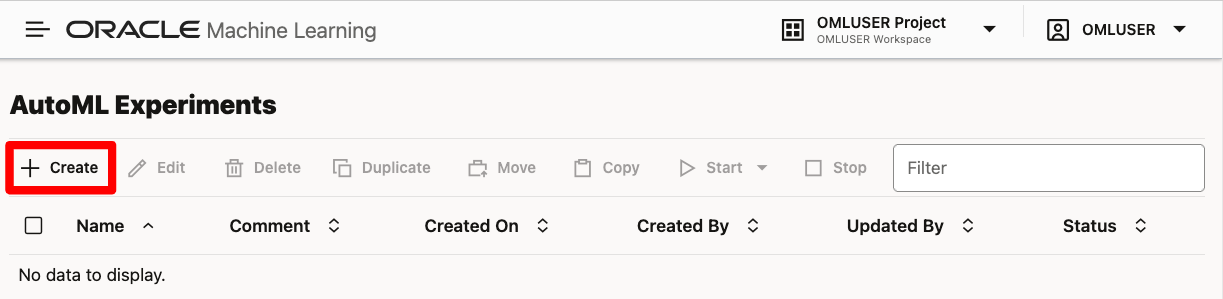 ORACLE Machine Learning
OMLUSER Project
OMLUSER Workspace
OMLUSER
AutoML Experiments
Create Edit Delete Duplicate Move Copy Start Stop Filter
Name Comment Created On Created By Updated By Status
No data to display.